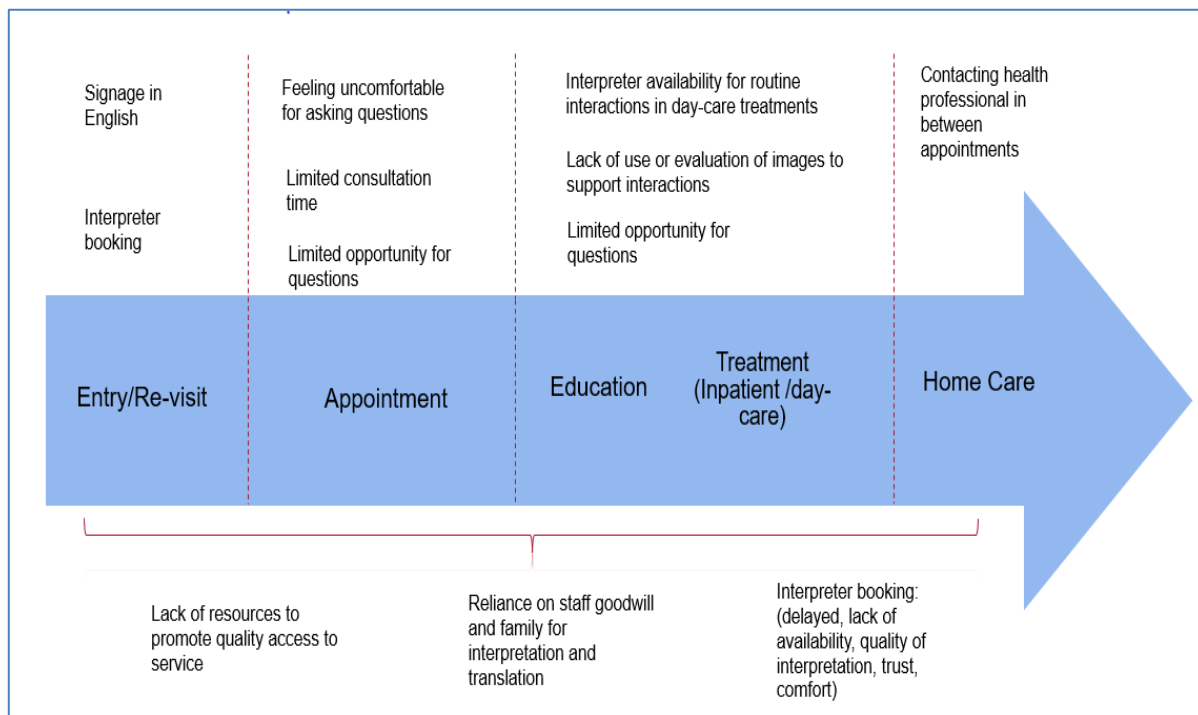 Signage in
English
Interpreter
booking
Feeling uncomfortable
for asking questions
Limited consultation
time
Limited opportunity for
questions
Interpreter availability for routine
interactions in day-care treatments
Lack of use or evaluation of images to
support interactions
Limited opportunity for
questions
Contacting health
professional in
between
appointments
Entry/Re-visit
Appointment
Education
Treatment
(Inpatient /day-
care)
Home Care
Lack of resources to
promote quality access to
service
Reliance on staff goodwill
and family for
interpretation and
translation
Interpreter booking:
(delayed, lack of
availability, quality of
interpretation, trust,
comfort)